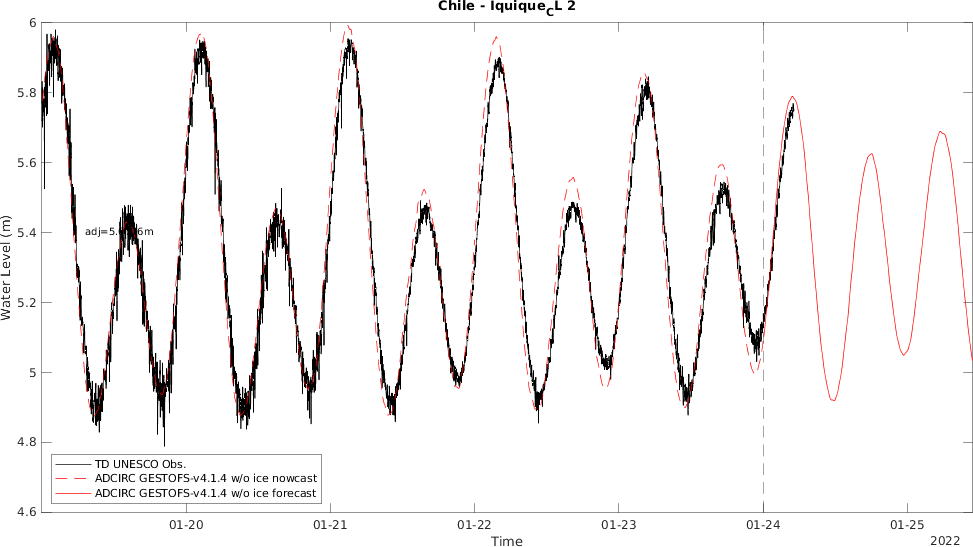 Chile - Iquique_CL 2
6
5.8
5.6
5.4
5.2
5
4.8
4.6
Water Level (m)
adj=5. 6m
TD UNESCO Obs.
ADCIRC GESTOFS-v4.1.4 w/o ice nowcast
ADCIRC GESTOFS-v4.1.4 w/o ice forecast
01-20
01-21
01-22
01-23
01-24
01-25
Time
2022